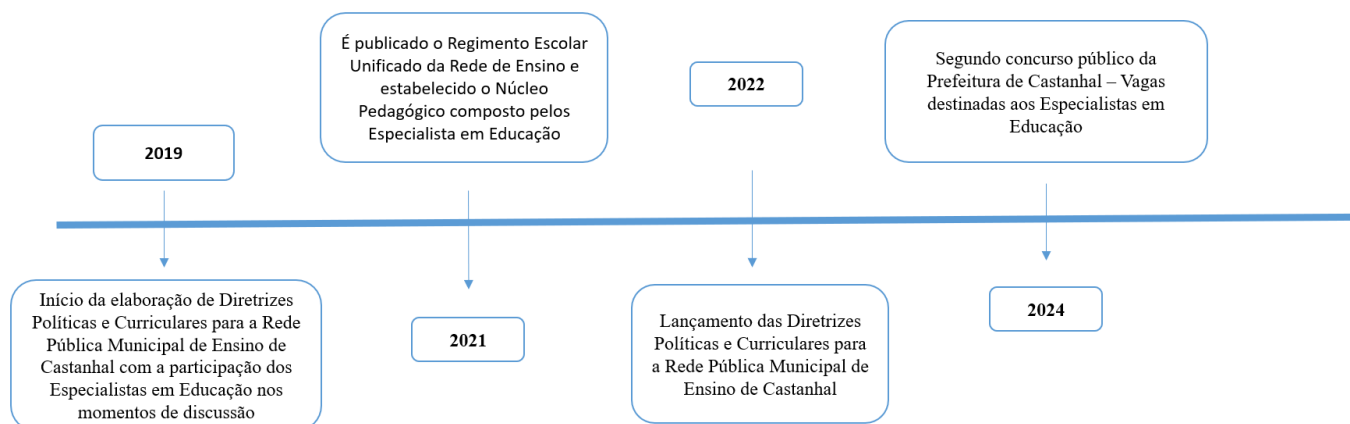 2019
Início da elaboração de Diretrizes
Políticas e Curriculares para a Rede
Pública Municipal de Ensino de
Castanhal com a participação dos
Especialistas em Educação nos
momentos de discussão
É publicado o Regimento Escolar
Unificado da Rede de Ensino e
estabelecido o Núcleo
Pedagógico composto pelos
Especialista em Educação
2021
2022
Lançamento das Diretrizes
Políticas e Curriculares para
a Rede Pública Municipal de
Ensino de Castanhal
Segundo concurso público da
Prefeitura de Castanhal – Vagas
destinadas aos Especialistas em
Educação
2024